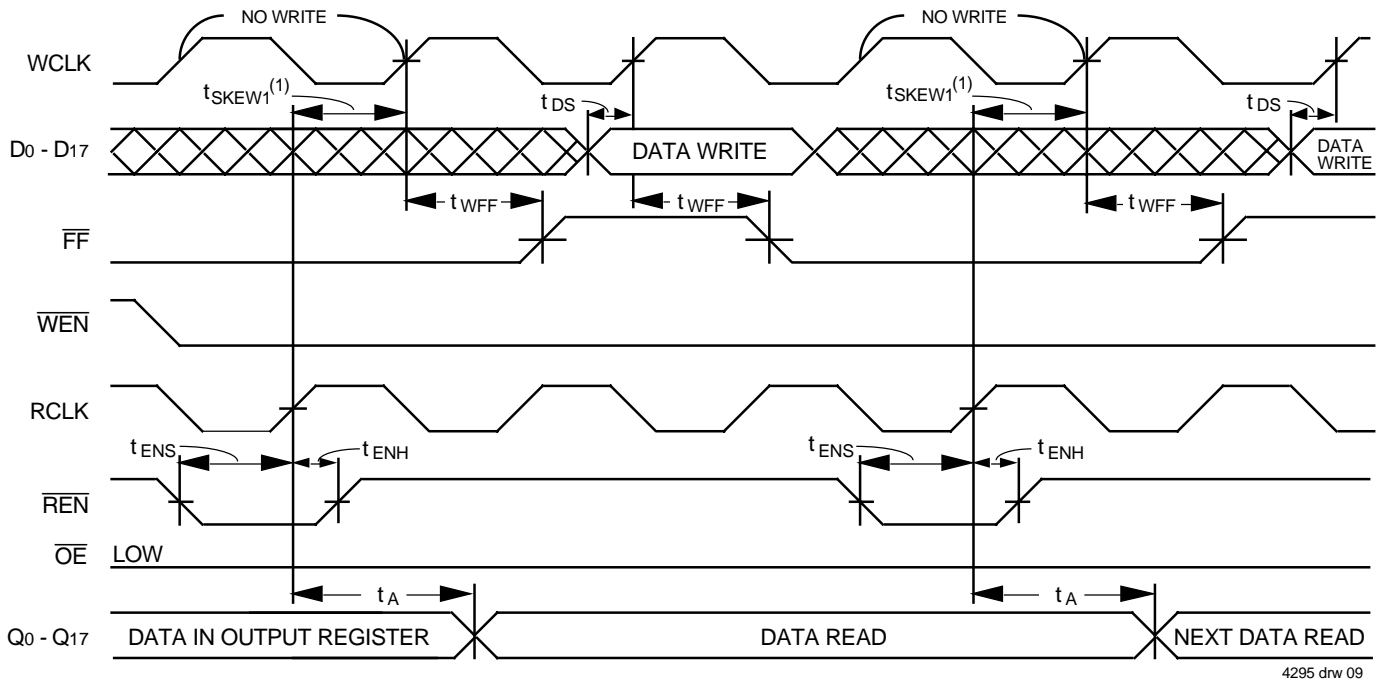 NO WRITE
NO WRITE
WCLK
tSKEW1(1)
tDS
tSKEW1(1)
tDS
D0 - D17
DATA WRITE
DATA
WRITE
tWFF
tWFF
tWFF
FF
WEN
RCLK
tENS
tENH
tENS
tENH
REN
OE
LOW
tA
tA
Q0 - Q17
DATA IN OUTPUT REGISTER
DATA READ
NEXT DATA READ
4295 drw 09